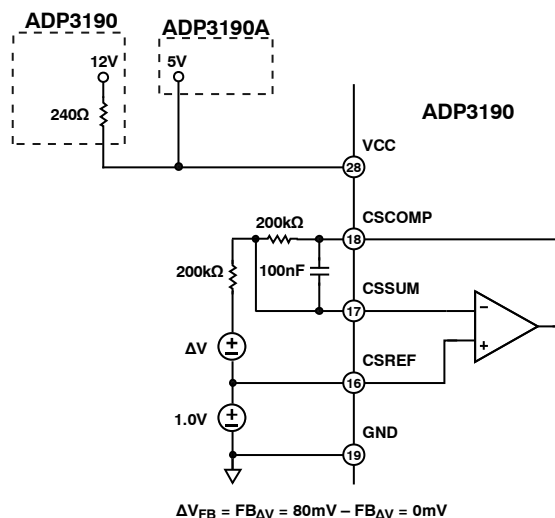 ADP3190
ADP3190A
12V
5V
240Ω
ADP3190
VCC
28
200kΩ
CSCOMP
18
200kΩ
100nF
CSSUM
17
–
+
ΔV
+
–
CSREF
16
1.0V
+
–
GND
19
ΔVFB = FBΔV = 80mV – FBΔV = 0mV